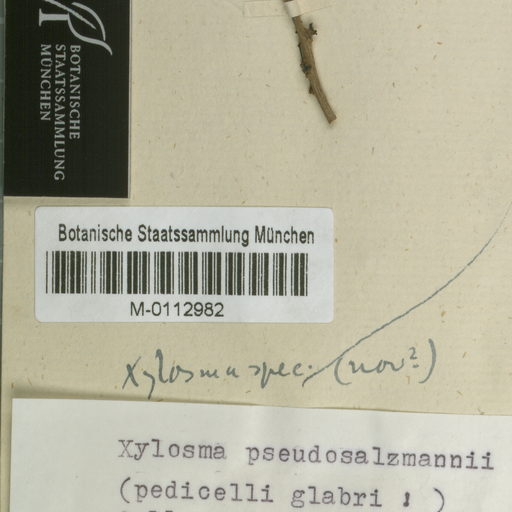 BOTANISCHE
STAATSSAMMLUNG
MÜNCHEN
Botanische Staatssammlung München
M-0112982
Xylosma spec. (nov?)
Xylosma pseudosalzmannii
(pedicelli glabri ! )